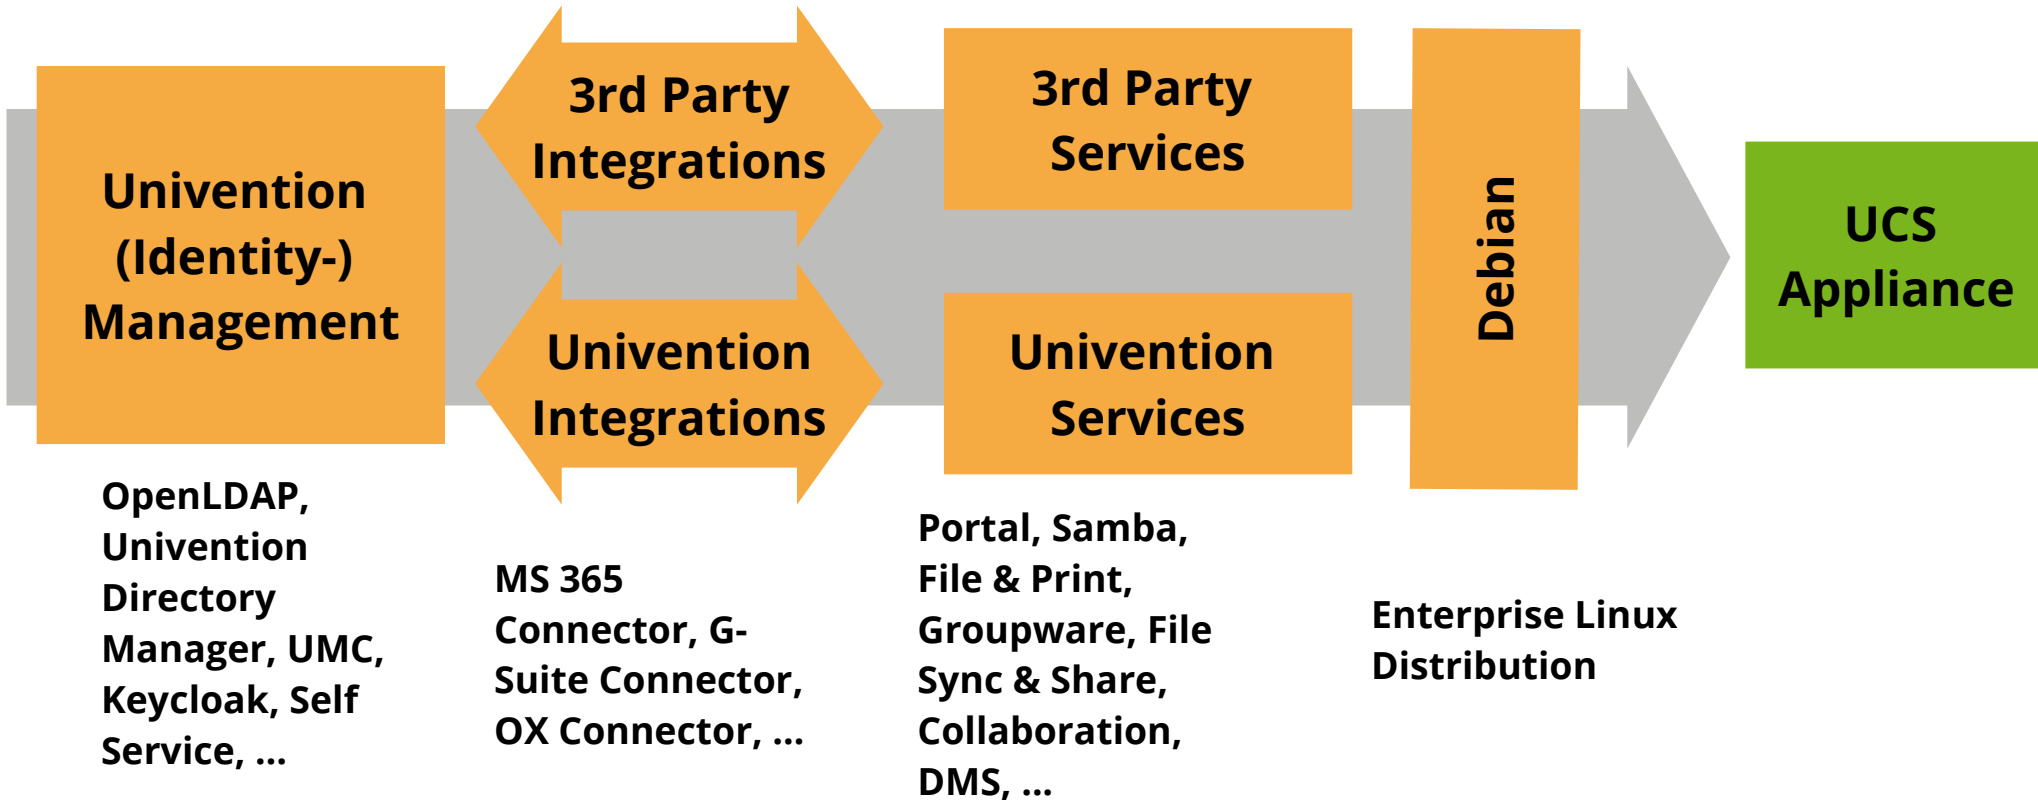 Univention
(Identity-)
Management
3rd Party
Integrations
Univention
Integrations
3rd Party
Services
Univention
Services
Debian
UCS
Appliance
OpenLDAP,
Univention
Directory
Manager, UMC,
Keycloak, Self
Service, ...
MS 365
Connector, G-
Suite Connector,
OX Connector, ...
Portal, Samba,
File & Print,
Groupware, File
Sync & Share,
Collaboration,
DMS, ...
Enterprise Linux
Distribution